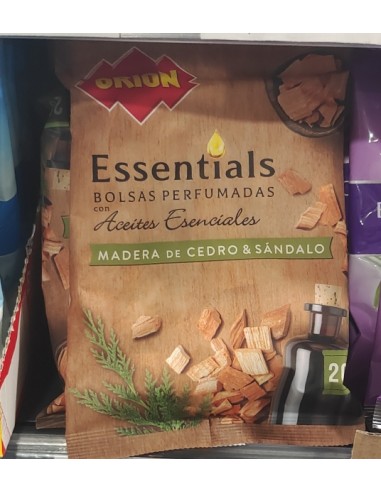 ORION
Essentials
BOLSAS PERFUMADAS
con
Aceites Esenciales
MADERA DE CEDRO & SÁNDALO